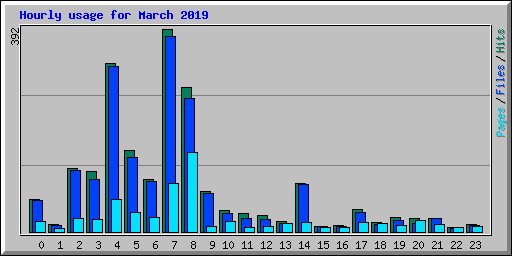 Hourly usage for March 2019
392
Pages / Files / Hits
0 1 2 3 4 5 6 7 8 9 10 11 12 13 14 15 16 17 18 19 20 21 22 23